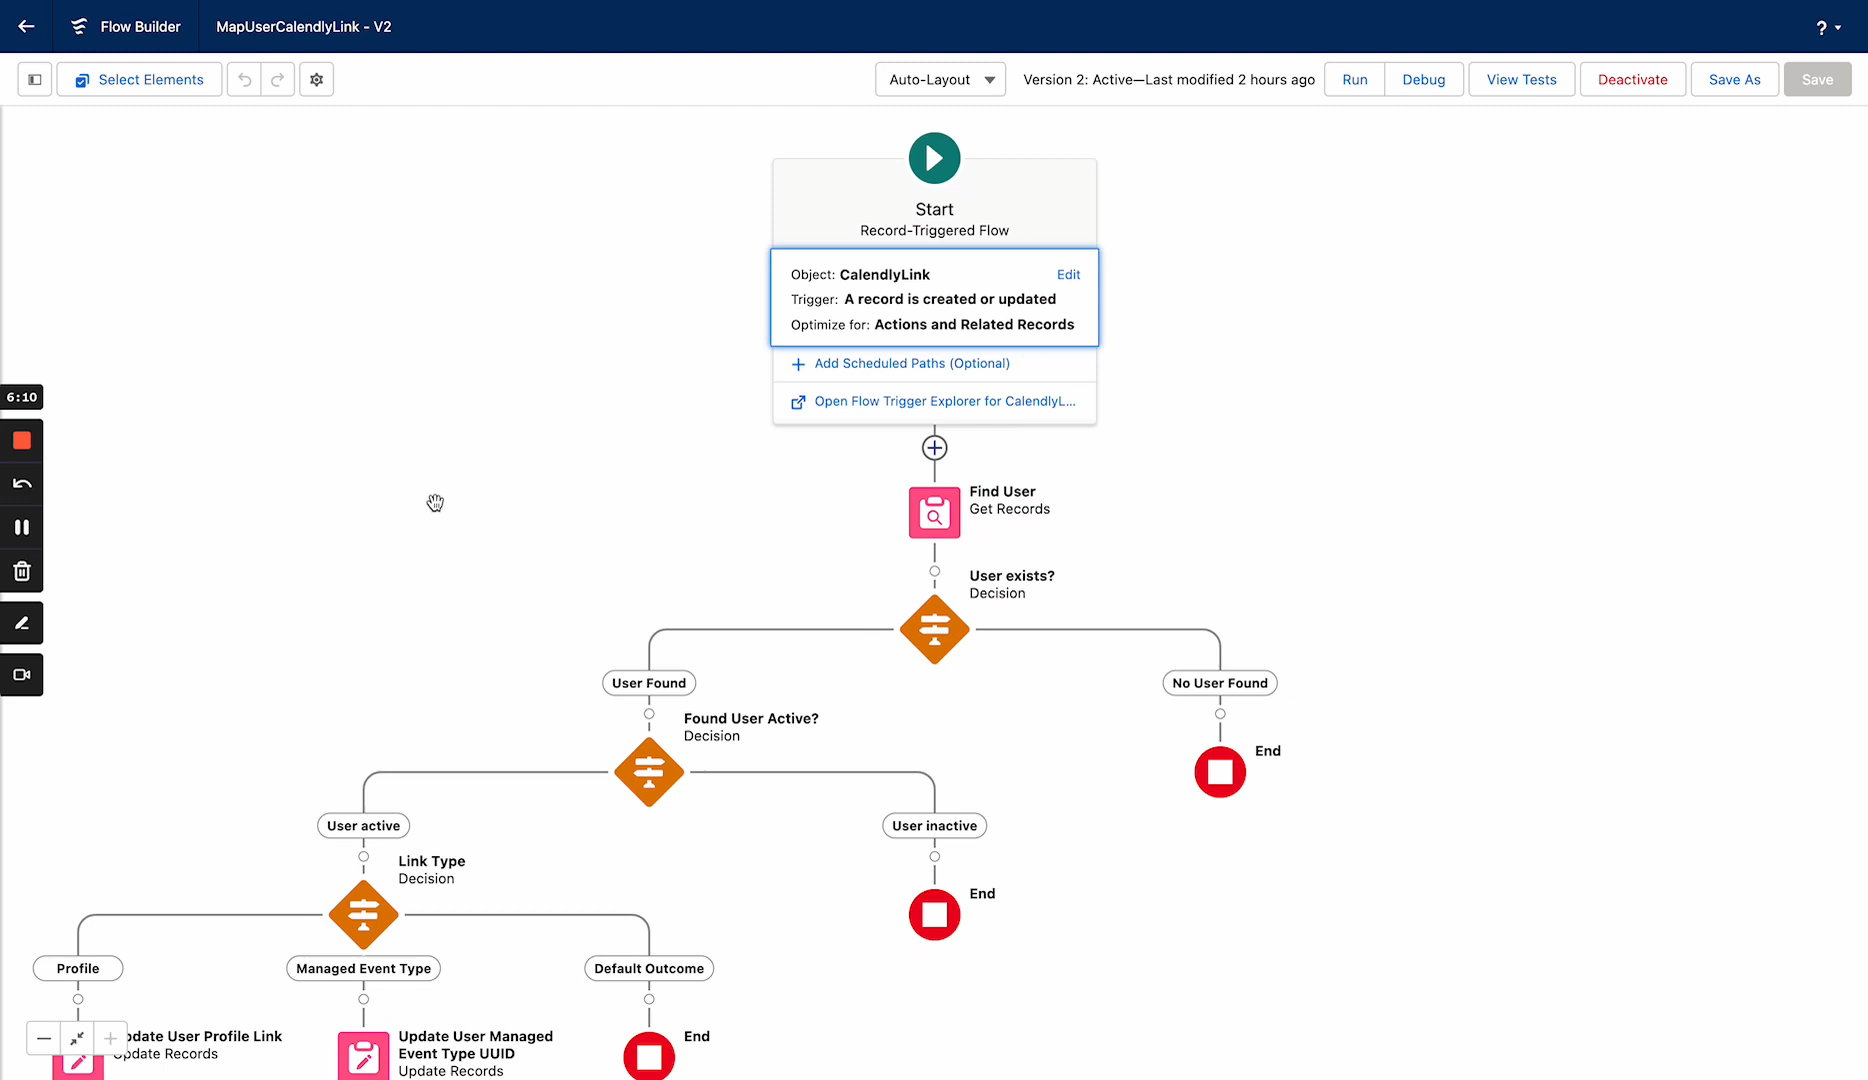 Flow Builder
MapUserCalendlyLink - V2
?
Select Elements
Auto-Layout
Version 2: Active—Last modified 2 hours ago
Run
Debug
View Tests
Deactivate
Save As
Save
Start
Record-Triggered Flow
Object: CalendlyLink
Edit
Trigger: A record is created or updated
Optimize for: Actions and Related Records
Add Scheduled Paths (Optional)
Open Flow Trigger Explorer for CalendlyL...
6:10
Find User
Get Records
User exists?
Decision
User Found
No User Found
Found User Active?
Decision
End
User active
User inactive
Link Type
Decision
End
Profile
Managed Event Type
Default Outcome
pdate User Profile Link
Update Records
Update User Managed
Event Type UUID
Update Records
End